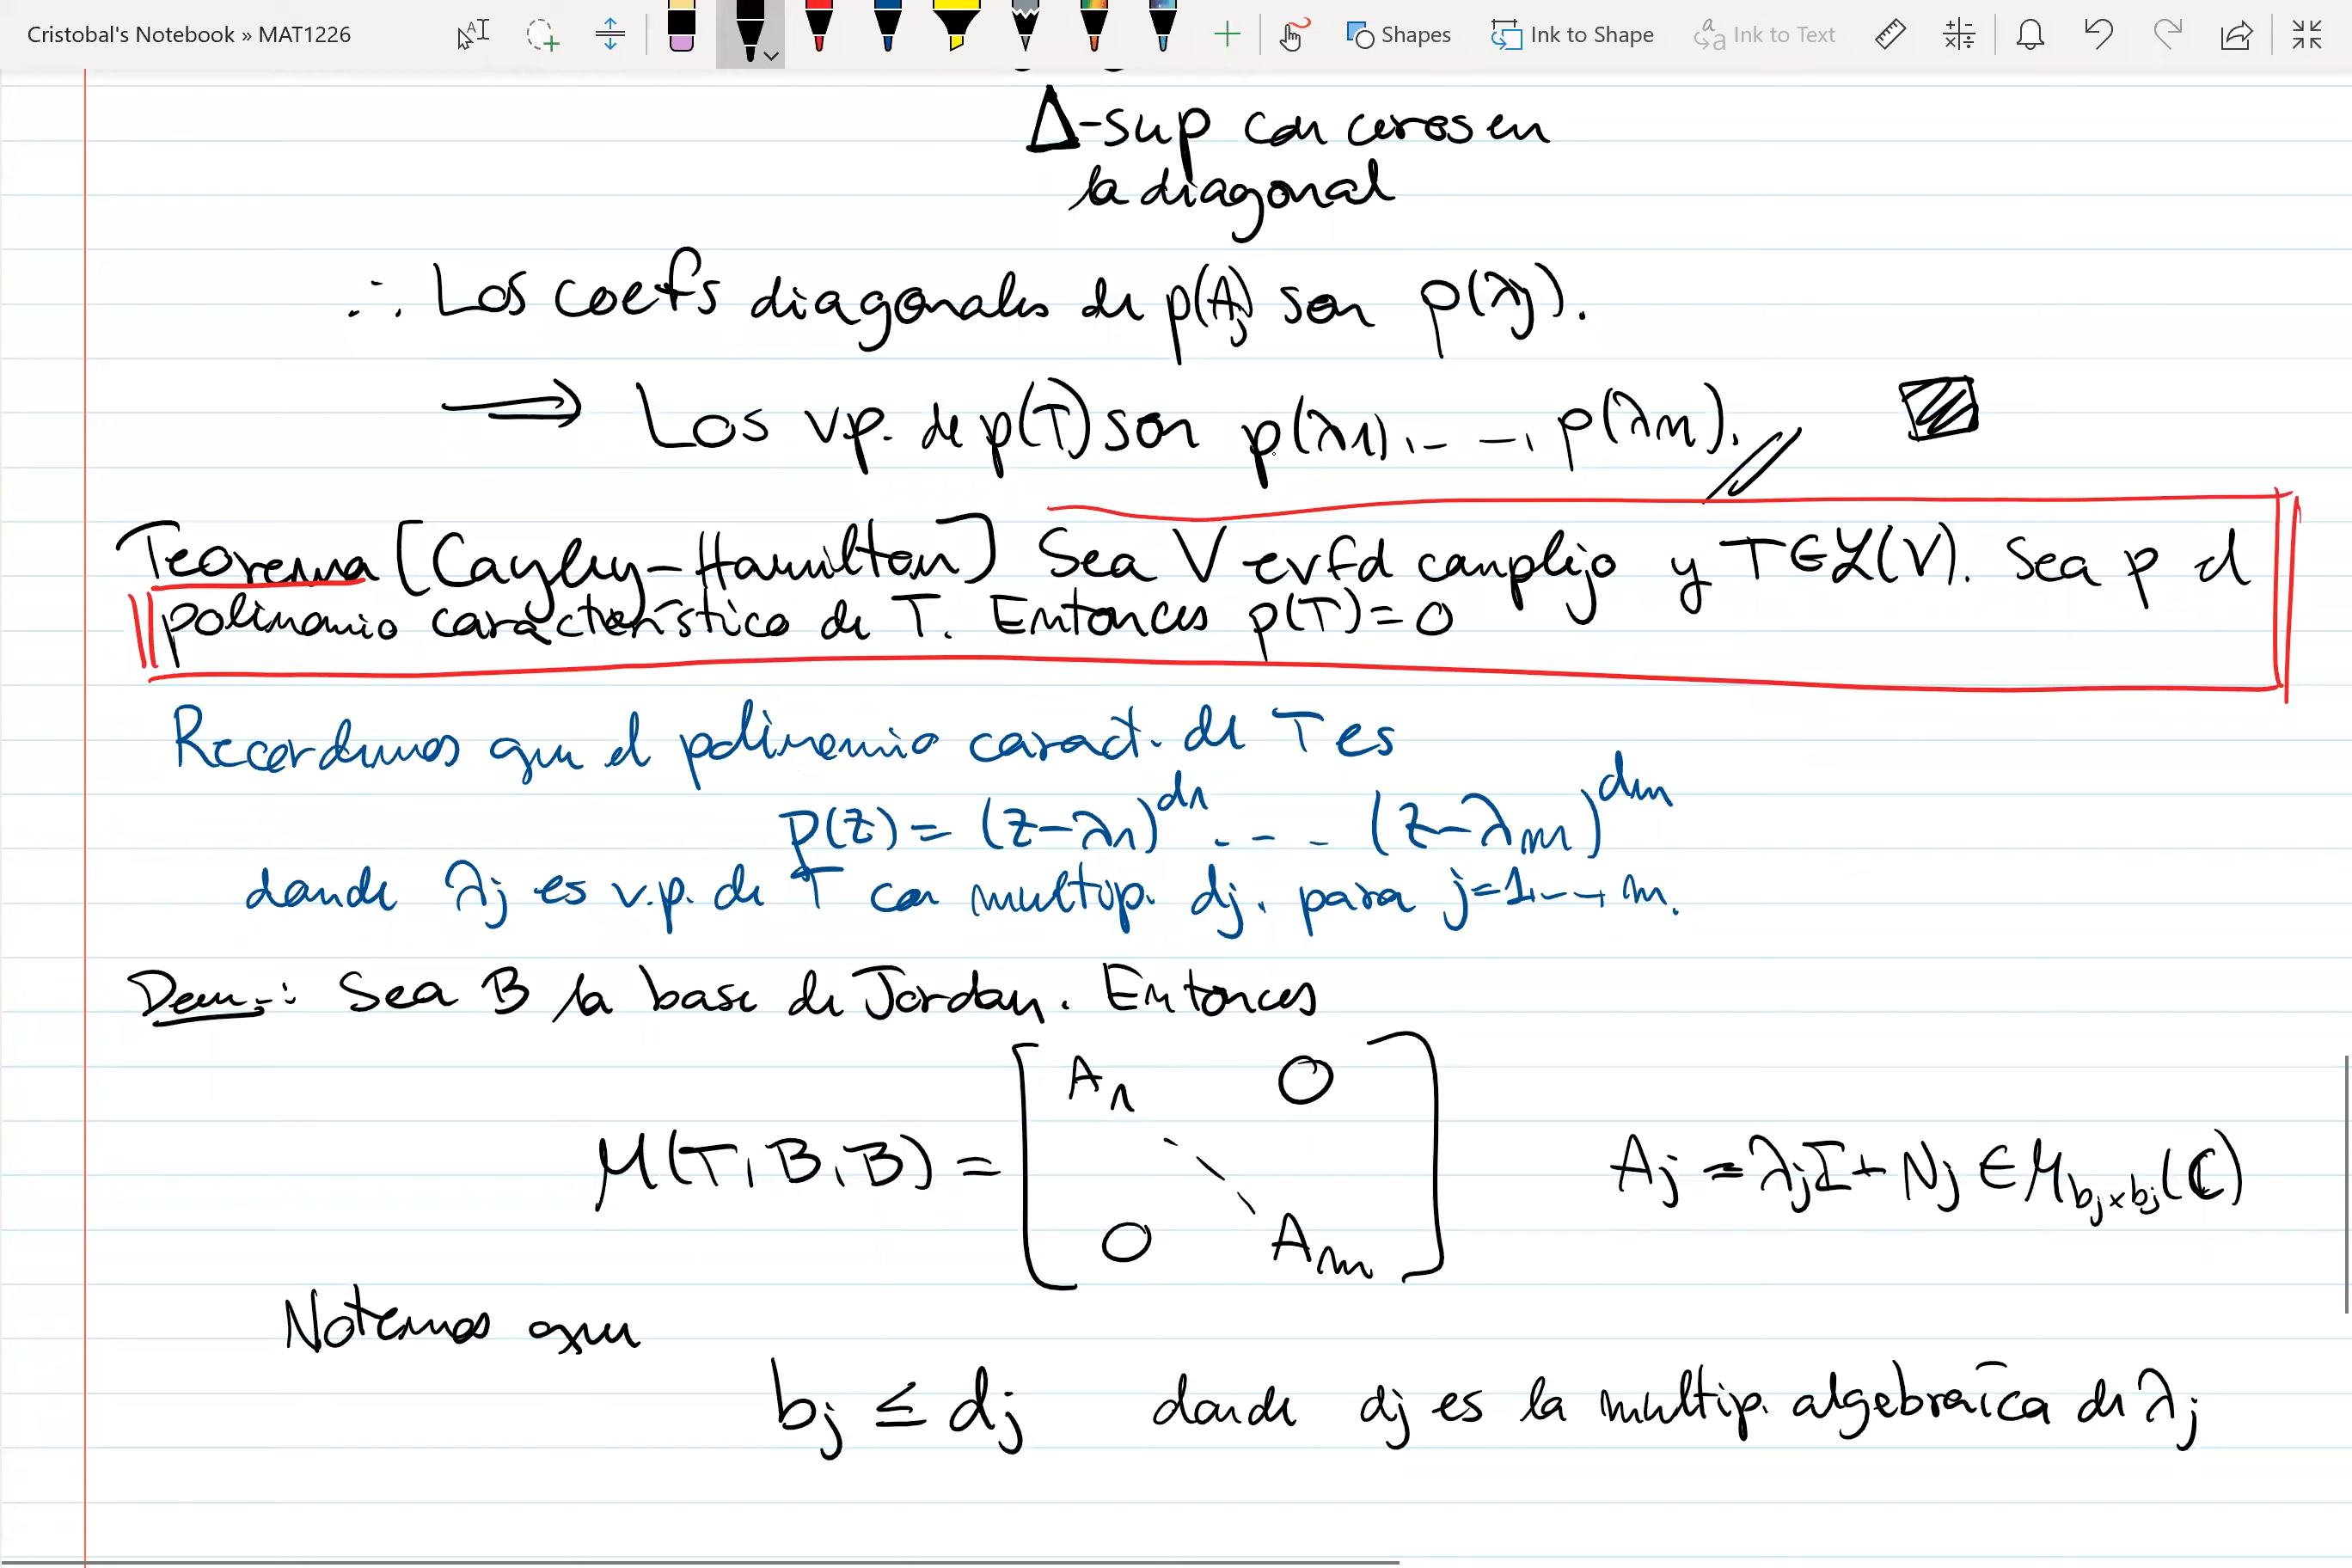 Cristobal's Notebook » MAT1226
Shapes
Ink to Shape
Ink to Text
Δ-sup con ceros en
la diagonal
∴ Los coefs diagonales de p(Aj) son p(λj).
⟹ Los v.p. de p(T) son p(λ1), - -, p(λm).
Teorema [Cayley-Hamilton] Sea V evfd complejo y T∈ℒ(V). Sea p el
polinomio característico de T. Entonces p(T)=0
Recordemos que el polinomio caract. de T es
p(z) = (z-λ1)^d1 . - - (z-λm)^dm
donde λj es v.p. de T con multip. dj. para j=1,--, m.
Dem-: Sea B la base de Jordan. Entonces
M(T,B,B) = [A1 0 ⋱ 0 Am] Aj = λjI + Nj ∈ M_bj×bj(ℂ)
Notemos que
bj ≤ dj donde dj es la multip. algebraica de λj